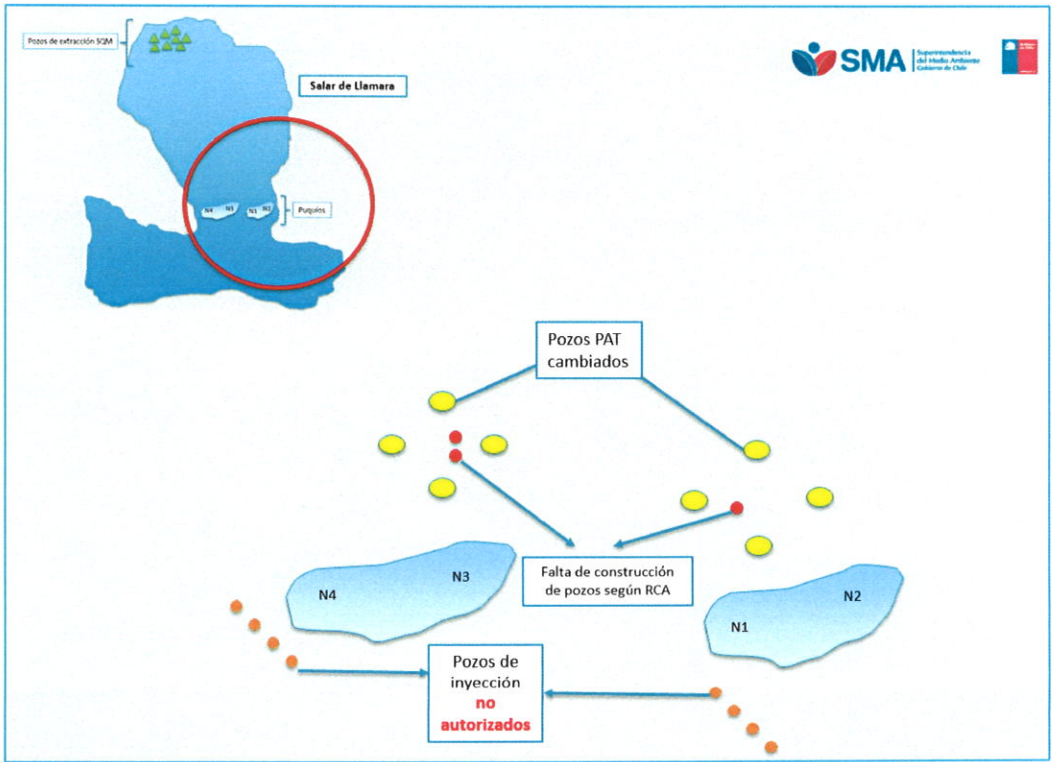 Pozos de extracción SQM
SMA
Superintendencia
del Medio Ambiente
Gobierno de Chile
Salar de Llamara
N4 N3 N1 N2
Puquíos
Pozos PAT
cambiados
Falta de construcción
de pozos según RCA
N4
N3
N1
N2
Pozos de
inyección
no
autorizados